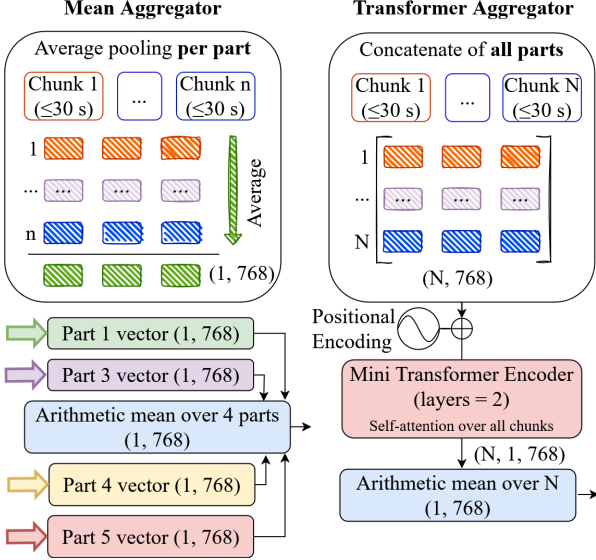 Mean Aggregator
Average pooling per part
Chunk 1
(≤30 s)
...
Chunk n
(≤30 s)
1
... ... ... ...
n
Average
(1, 768)
Part 1 vector (1, 768)
Part 3 vector (1, 768)
Arithmetic mean over 4 parts
(1, 768)
Part 4 vector (1, 768)
Part 5 vector (1, 768)
Transformer Aggregator
Concatenate of all parts
Chunk 1
(≤30 s)
...
Chunk N
(≤30 s)
1
... ... ... ...
N
(N, 768)
Positional
Encoding
Mini Transformer Encoder
(layers = 2)
Self-attention over all chunks
(N, 1, 768)
Arithmetic mean over N
(1, 768)